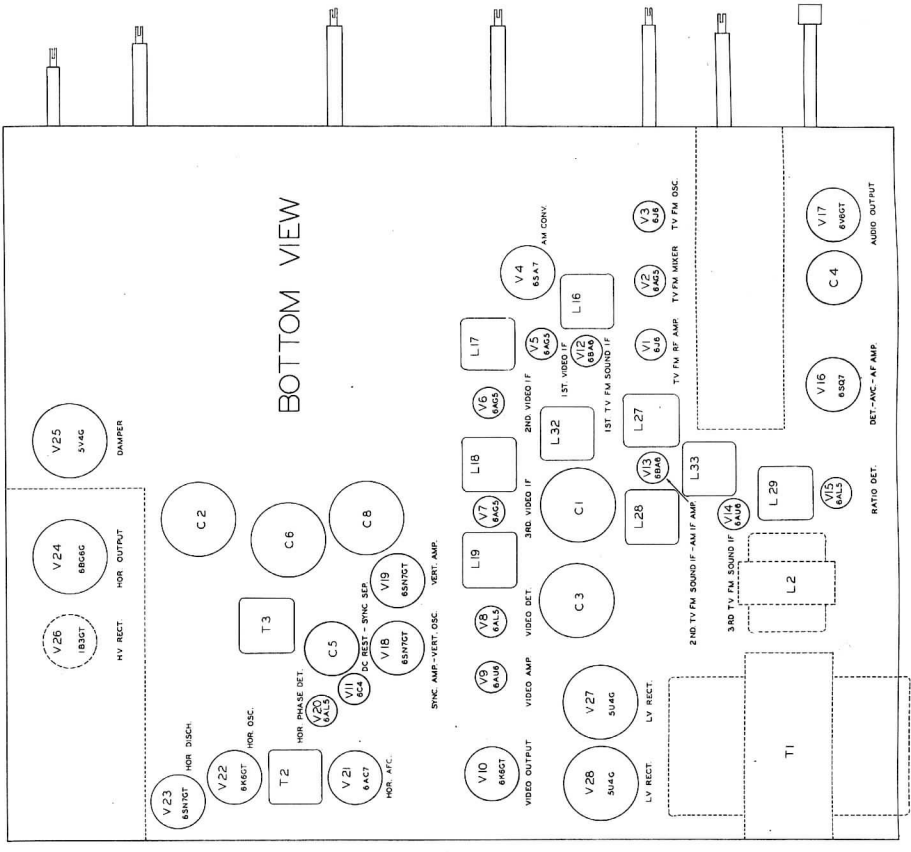 BOTTOM VIEW
V25
5V4G
DAMPER
V24
6BG6G
HOR OUTPUT
V26
1B3GT
HV RECT.
V23
6SN7GT
HOR DISCH.
V22
6K6GT
HOR. OSC.
T2
V21
6AC7
HOR. AFC.
C2
C6
C8
T3
C5
V20
6AL5
HOR PHASE DET.
V11
6C4
DC REST - SYNC SEP.
V19
6SN7GT
VERT. AMP.
V18
6SN7GT
SYNC. AMP.-VERT. OSC.
V4
6SA7
AM CONV.
L17
L16
V5
6AG5
1ST. VIDEO IF
V12
6BA6
1ST TV FM SOUND IF
V6
6AG5
2ND. VIDEO IF
L18
L32
V7
6AG5
3RD. VIDEO IF
L19
C1
C3
V8
6AL5
VIDEO DET.
V9
6AU6
VIDEO AMP
V10
6K6GT
VIDEO OUTPUT
V27
5U4G
LV RECT.
V28
5U4G
LV RECT.
V3
6J6
TV FM OSC.
V2
6AG5
TV FM MIXER
V1
6J6
TV FM RF AMP.
L27
V13
6BA6
2ND TV FM SOUND IF-AM IF AMP.
L28
L33
V14
6AU6
3RD TV FM SOUND IF
L29
V15
6AL5
RATIO DET.
L2
T1
V17
6V6GT
AUDIO OUTPUT
C4
V16
6SQ7
DET.-AVC.-AF AMP.